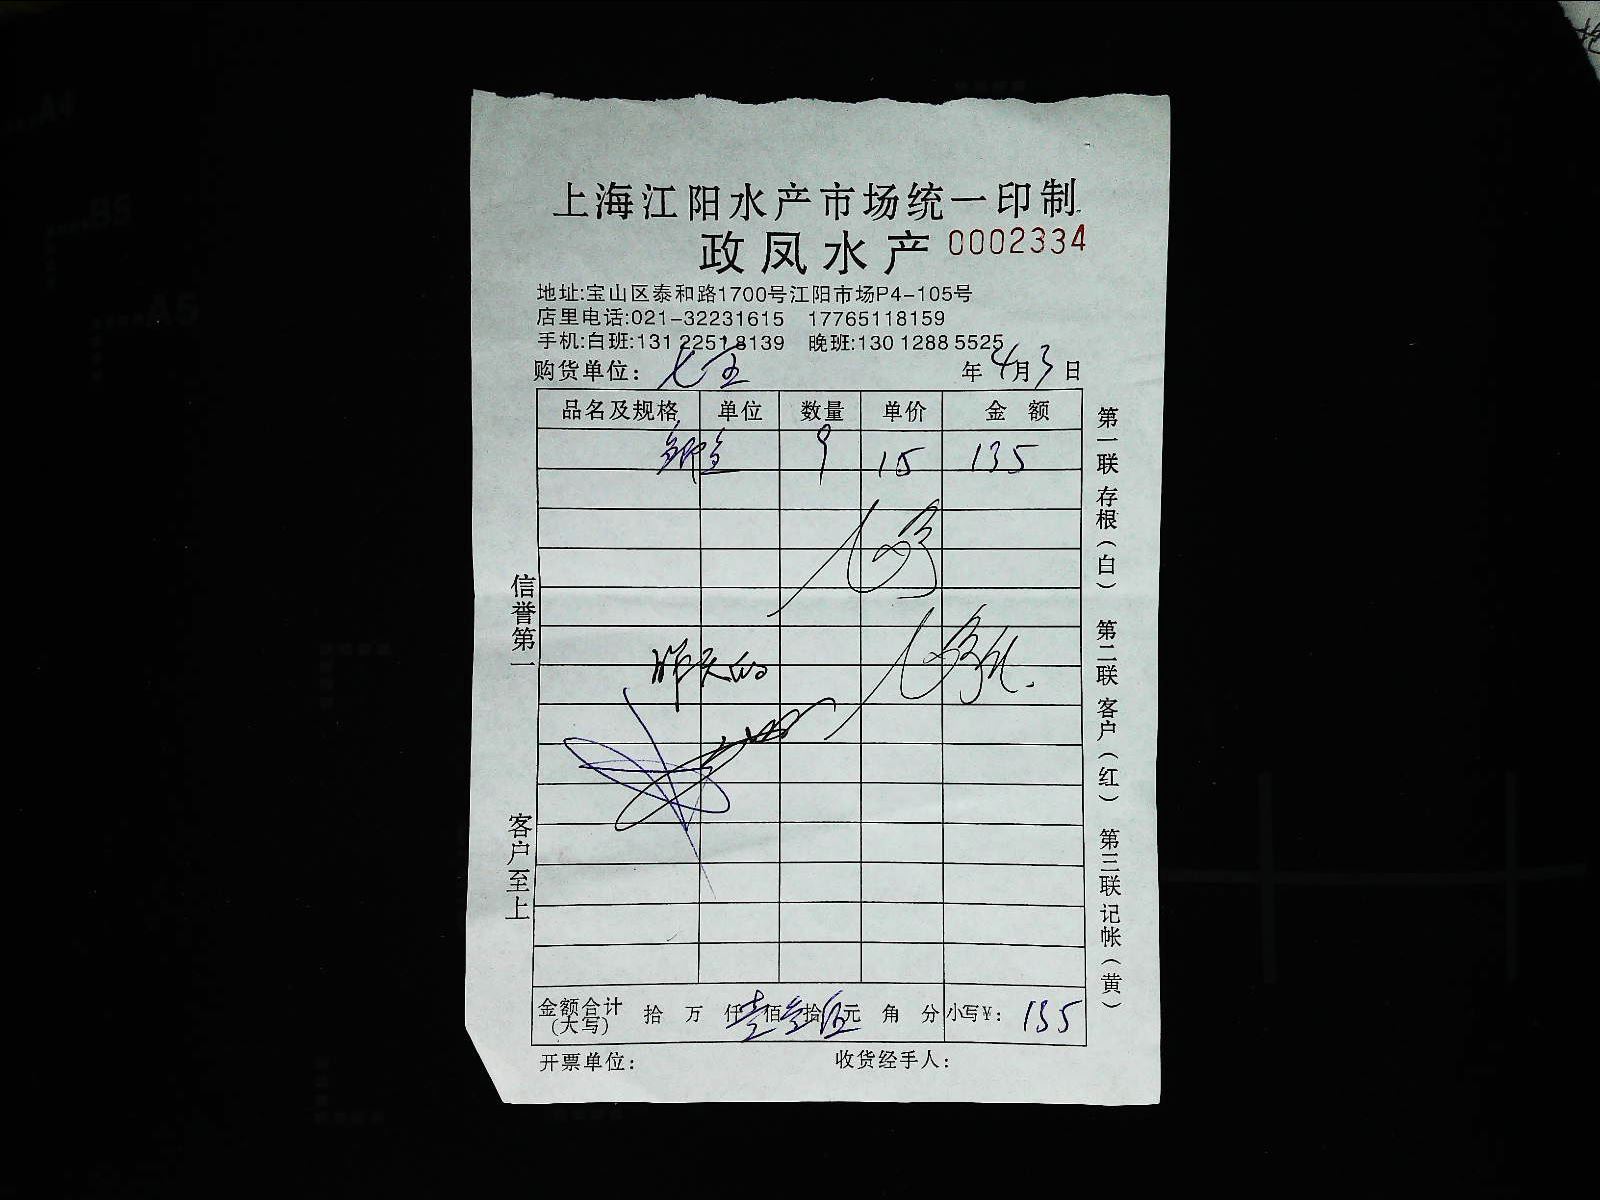 上海江阳水产市场统一印制
政凤水产 0002334
地址:宝山区泰和路1700号江阳市场P4-105号
店里电话:021-32231615 17765118159
手机:白班:131 2251 8139 晚班:130 1288 5525
购货单位: 年4月3日
品名及规格 单位 数量 单价 金额
鱼 9 15 135
昨天的
金额合计(大写) 拾 万 仟壹佰叁拾伍元 角 分 小写¥: 135
开票单位: 收货经手人:
信誉第一
客户至上
第一联 存根(白) 第二联 客户(红) 第三联 记帐(黄)